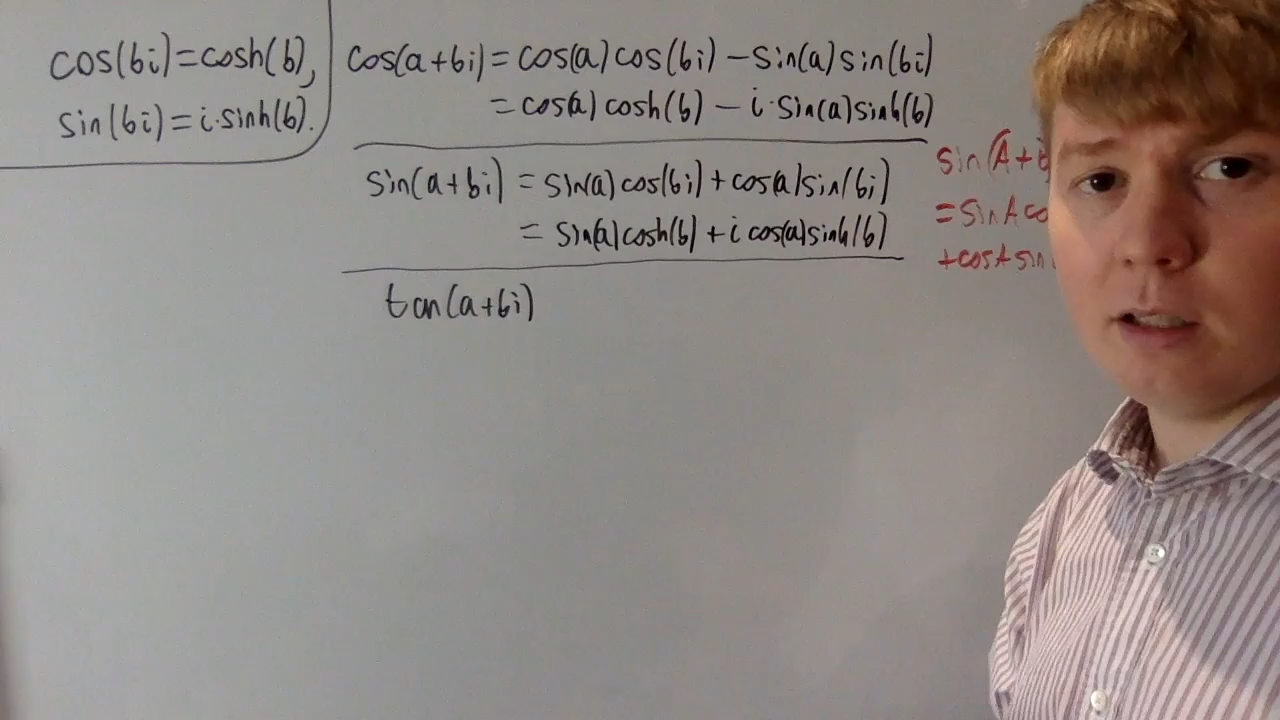 cos(bi)=cosh(b),
sin(bi)=i·sinh(b).
cos(a+bi)=cos(a)cos(bi)-sin(a)sin(bi)
=cos(a)cosh(b)-i·sin(a)sinh(b)
sin(a+bi)=sin(a)cos(bi)+cos(a)sin(bi)
=sin(a)cosh(b)+i cos(a)sinh(b)
tan(a+bi)
sin(A+
=sinAco
+cosAsin